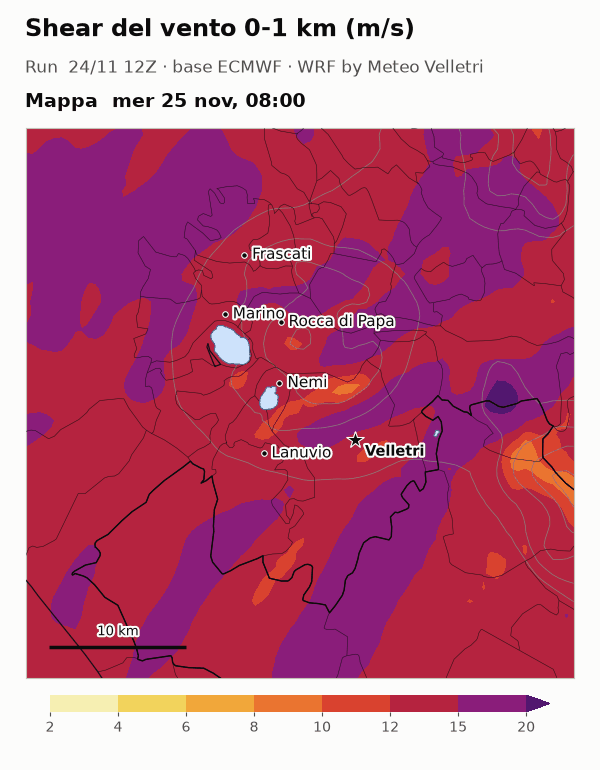 Shear del vento 0-1 km (m/s)
Run  24/11 12Z · base ECMWF · WRF by Meteo Velletri
Mappa  mer 25 nov, 08:00
Frascati
Marino
Rocca di Papa
Nemi
Velletri
Lanuvio
10 km
2 4 6 8 10 12 15 20